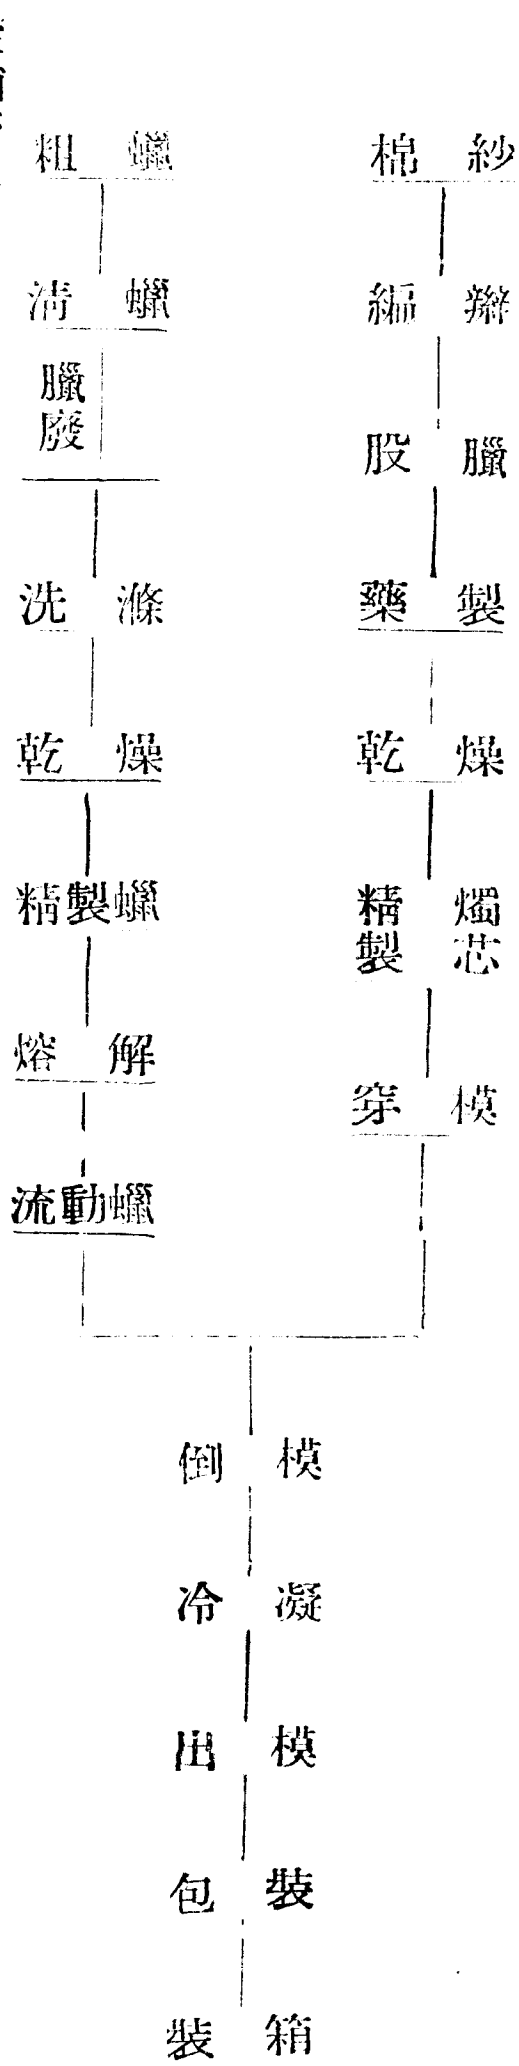 粗蠟
淸蠟
臘廢
洗滌
乾燥
精製蠟
熔解
流動蠟
棉紗
編辮
股臘
藥製
乾燥
精製燭芯
穿模
倒模
冷凝
出模
包裝
裝箱